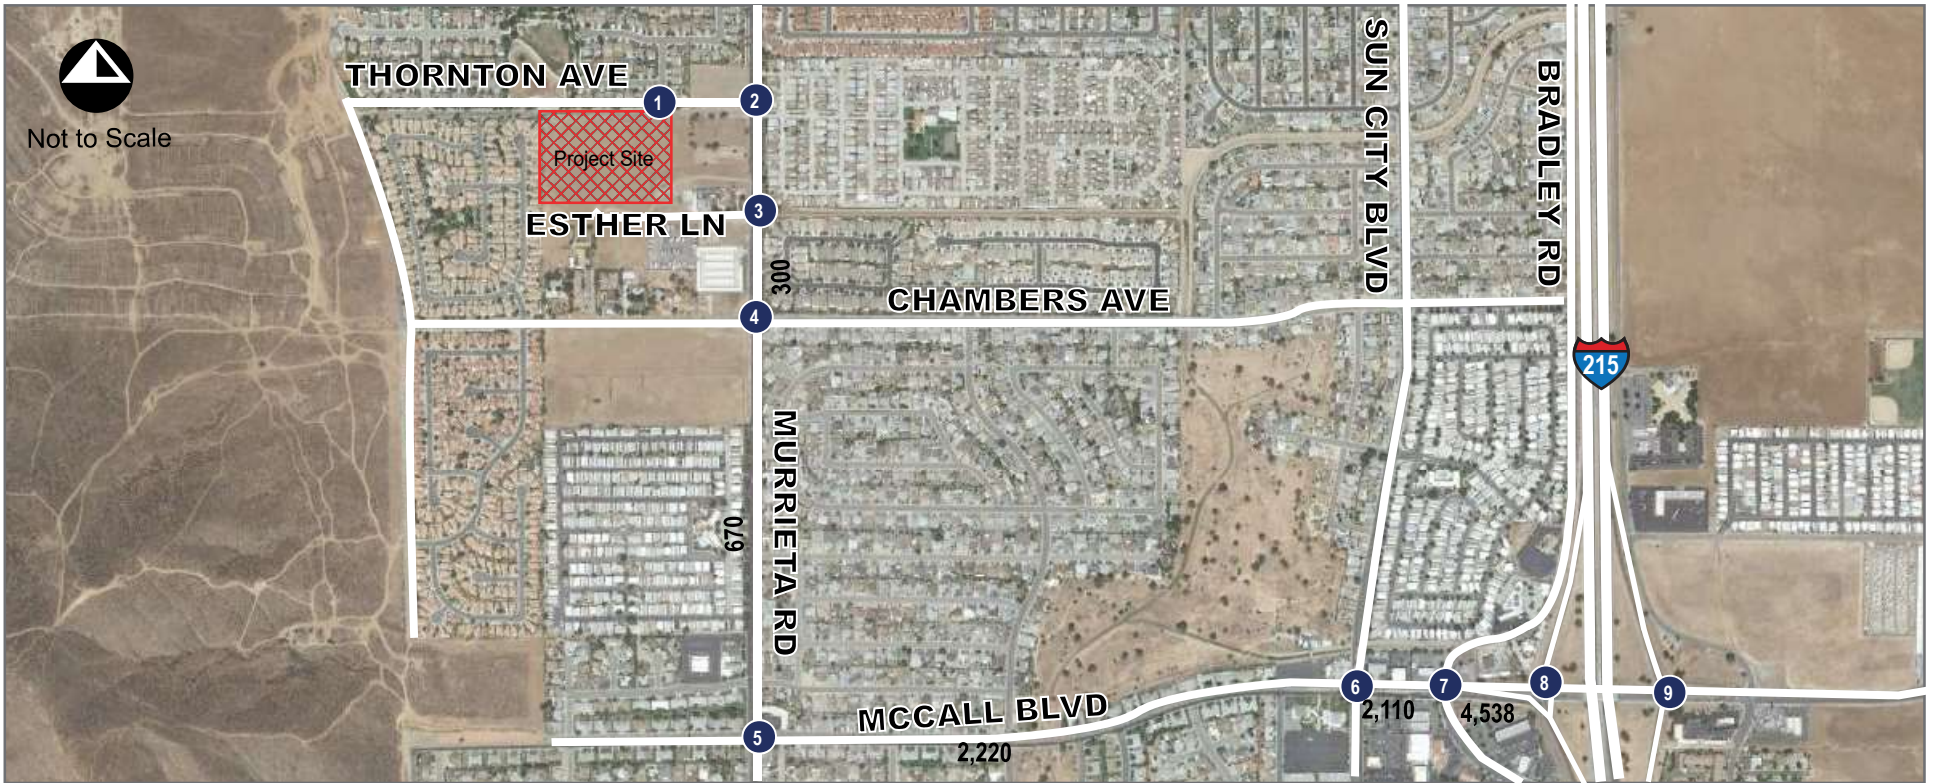 THORNTON AVE
1
2
Not to Scale
Project Site
ESTHER LN
3
300
CHAMBERS AVE
4
SUN CITY BLVD
BRADLEY RD
215
MURRIETA RD
670
MCCALL BLVD
5
2,220
6
2,110
7
4,538
8
9